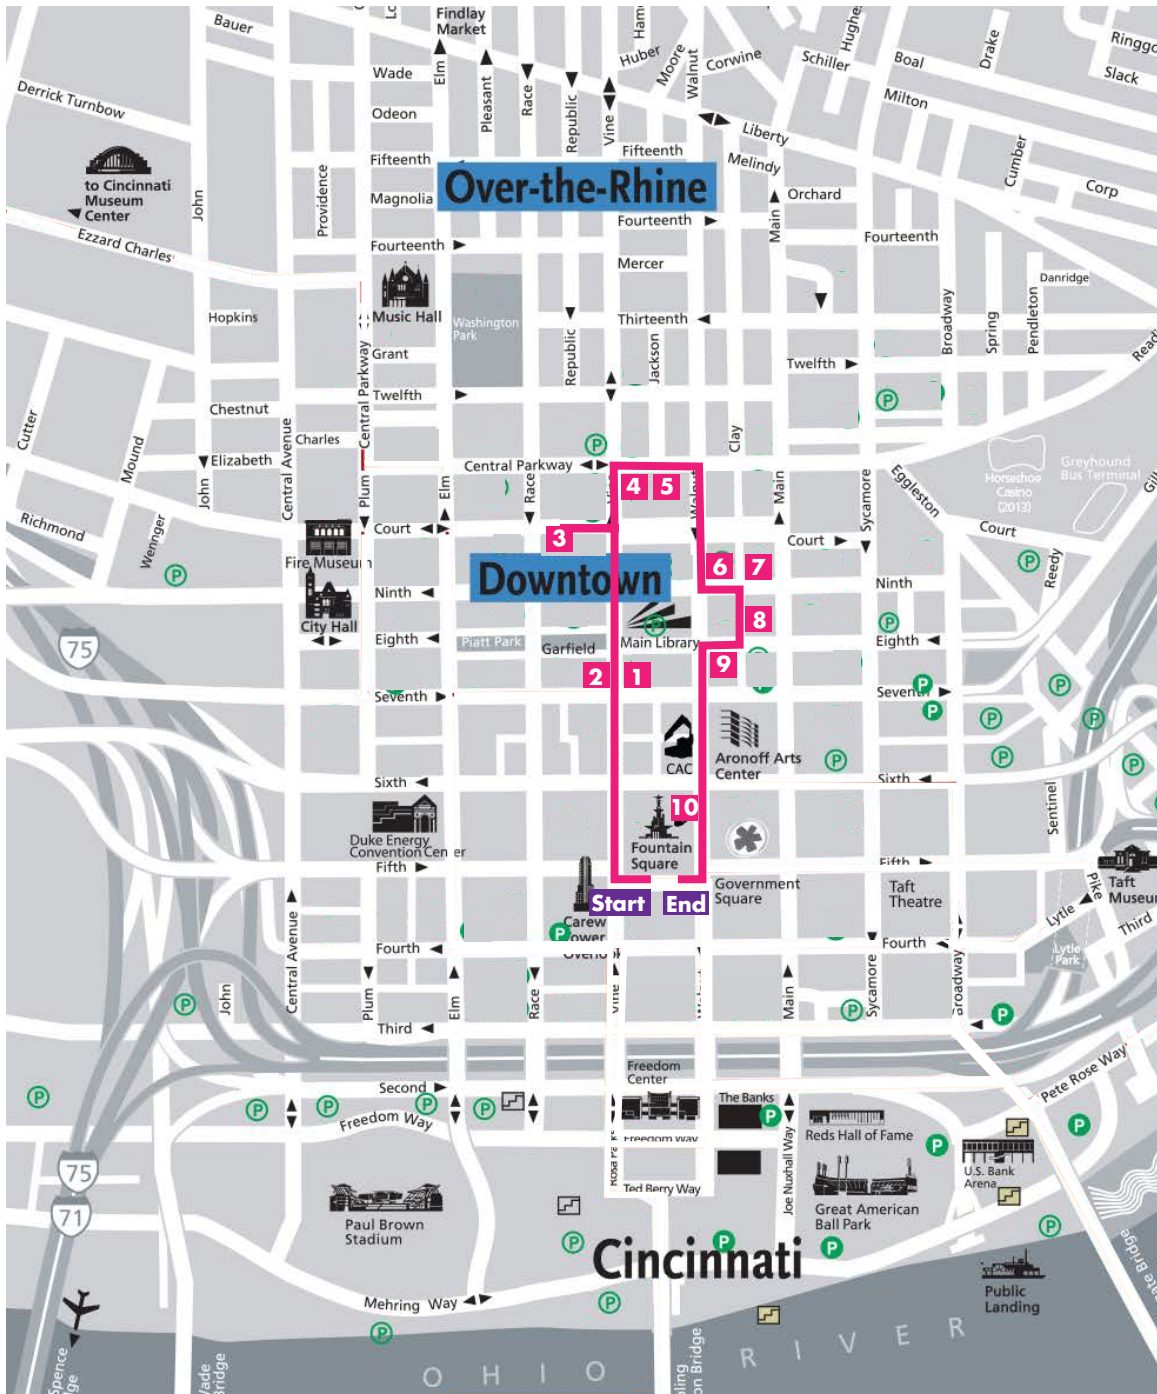 Findlay
Market
Bauer
Huber
Moore
Walnut
Corwine
Schiller
Boal
Drake
Slack
Wade
Elm
Pleasant
Race
Republic
Vine
Milton
Derrick Turnbow
Odeon
Liberty
Fifteenth
Fifteenth
Melindy
Cumber
Corp
to Cincinnati
Museum
Center
John
Providence
Magnolia
Over-the-Rhine
Orchard
Main
Ezzard Charles
Fourteenth
Fourteenth
Fourteenth
Mercer
Danridge
Music Hall
Washington
Park
Hopkins
Thirteenth
Republic
Jackson
Broadway
Spring
Pendleton
Grant
Twelfth
Central Parkway
Twelfth
Chestnut
Cutter
Mound
Charles
Central Avenue
Clay
P
P
Elizabeth
Central Parkway
Horseshoe
Casino
(2013)
Greyhound
Bus Terminal
John
Plum
Elm
Race
4
5
Main
Sycamore
Eggleston
Richmond
Wennger
Court
3
Court
Court
Fire Museum
P
Downtown
6
7
P
Reedy
Ninth
Ninth
City Hall
8
P
P
75
Eighth
Piatt Park
Garfield
Main Library
Eighth
2
1
9
Seventh
Seventh
P
P
P
P
P
CAC
Aronoff Arts
Center
P
P
P
Sixth
Sixth
10
Sentinel
Duke Energy
Convention Center
Fountain
Square
Fifth
Fifth
Start
End
Government
Square
Taft
Theatre
Pike
Taft
Carew
P
Lytle
Third
Central Avenue
Fourth
Fourth
Lytle
Park
John
Plum
Elm
Race
Vine
Main
Sycamore
Broadway
P
P
P
Third
Freedom
Center
Second
Pete Rose Way
P
P
P
P
P
Freedom Way
The Banks
P
Freedom Way
Joe Nuxhall Way
Reds Hall of Fame
P
P
75
71
U.S. Bank
Arena
Ted Berry Way
Paul Brown
Stadium
Great American
Ball Park
P
P
P
P
Cincinnati
Public
Landing
Mehring Way
P
P
OHIO RIVER